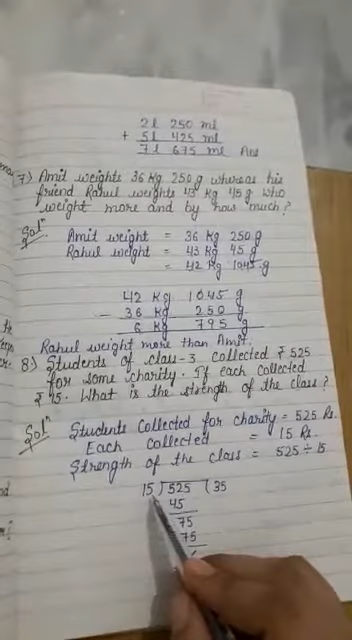 2l 250 ml
+ 5l 425 ml
7l 675 ml Ans
7) Amit weights 36 Kg 250 g whereas his
friend Rahul weights 43 Kg 45 g who
weight more and by how much?
Solⁿ
Amit weight = 36 Kg 250 g
Rahul weight = 43 Kg 45 g
= 42 Kg 1045 g
42 Kg 1045 g
- 36 Kg 250 g
6 Kg 795 g
Rahul weight more than Amit.
8) Students of class-3 collected ₹ 525
for some charity. If each collected
₹ 15. What is the strength of the class?
Solⁿ
Students Collected for charity = 525 Rs.
Each Collected = 15 Rs.
Strength of the class = 525 ÷ 15
15 ) 525 ( 35
45
75
75